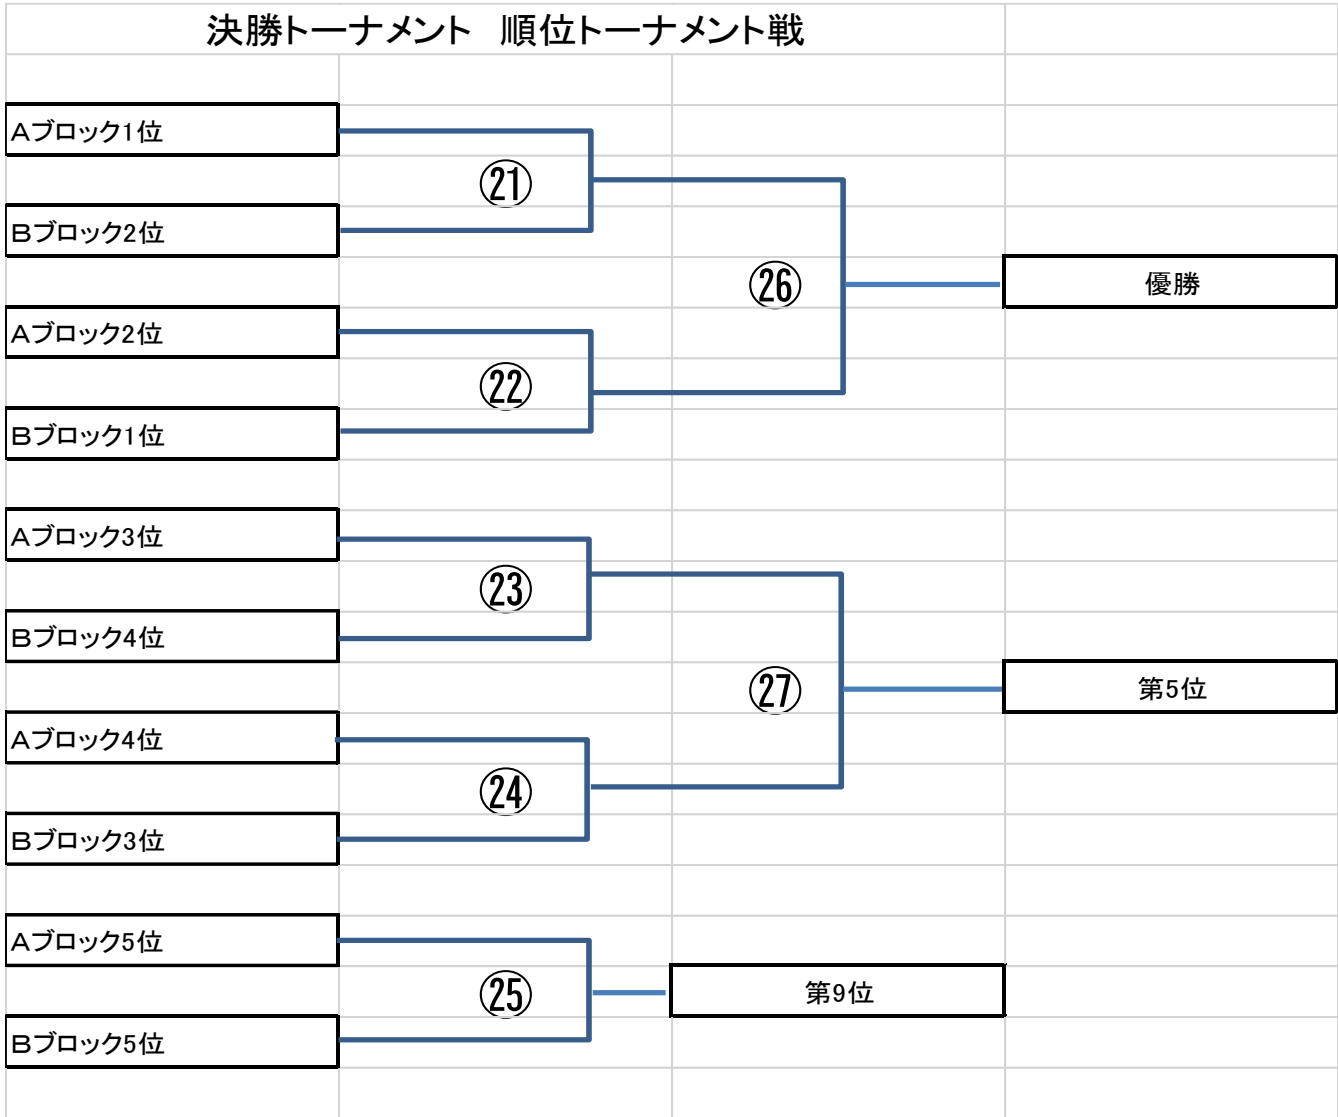 決勝トーナメント　順位トーナメント戦
Ａブロック1位
㉑
Ｂブロック2位
㉖
優勝
Ａブロック2位
㉒
Ｂブロック1位
Ａブロック3位
㉓
Ｂブロック4位
㉗
第5位
Ａブロック4位
㉔
Ｂブロック3位
Ａブロック5位
㉕
第9位
Ｂブロック5位